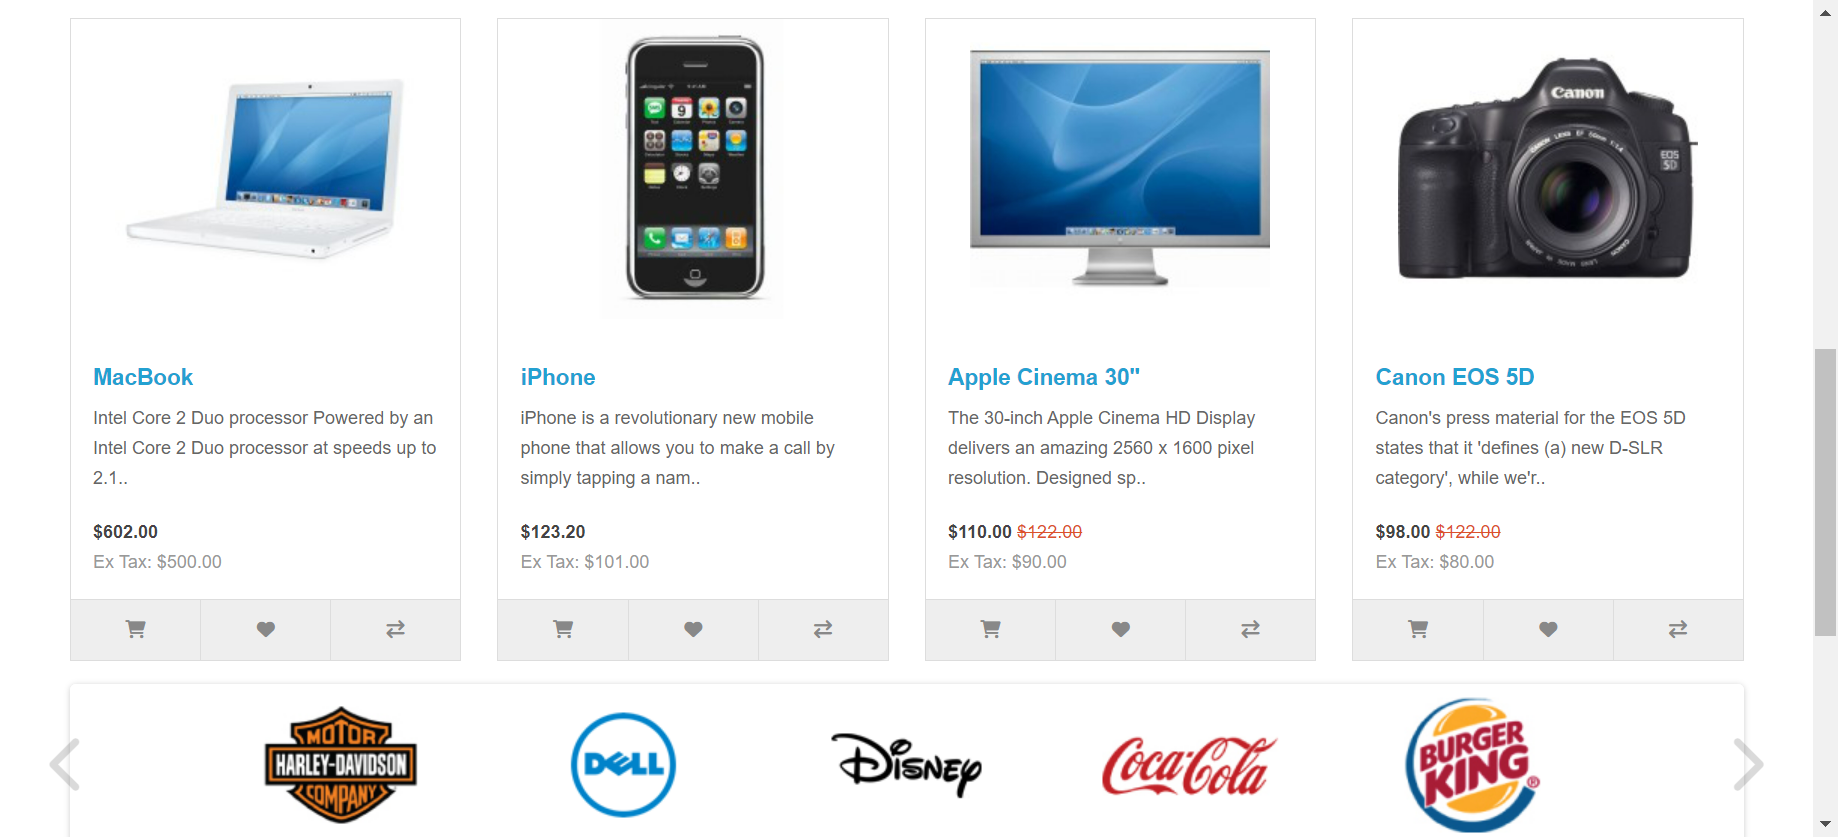 Canon
EOS
5D
MacBook
Intel Core 2 Duo processor Powered by an
Intel Core 2 Duo processor at speeds up to
2.1..
$602.00
Ex Tax: $500.00
iPhone
iPhone is a revolutionary new mobile
phone that allows you to make a call by
simply tapping a nam..
$123.20
Ex Tax: $101.00
Apple Cinema 30"
The 30-inch Apple Cinema HD Display
delivers an amazing 2560 x 1600 pixel
resolution. Designed sp..
$110.00 $122.00
Ex Tax: $90.00
Canon EOS 5D
Canon's press material for the EOS 5D
states that it 'defines (a) new D-SLR
category', while we'r..
$98.00 $122.00
Ex Tax: $80.00
MOTOR
HARLEY-DAVIDSON
COMPANY
DELL
Disney
Coca-Cola
BURGER
KING®